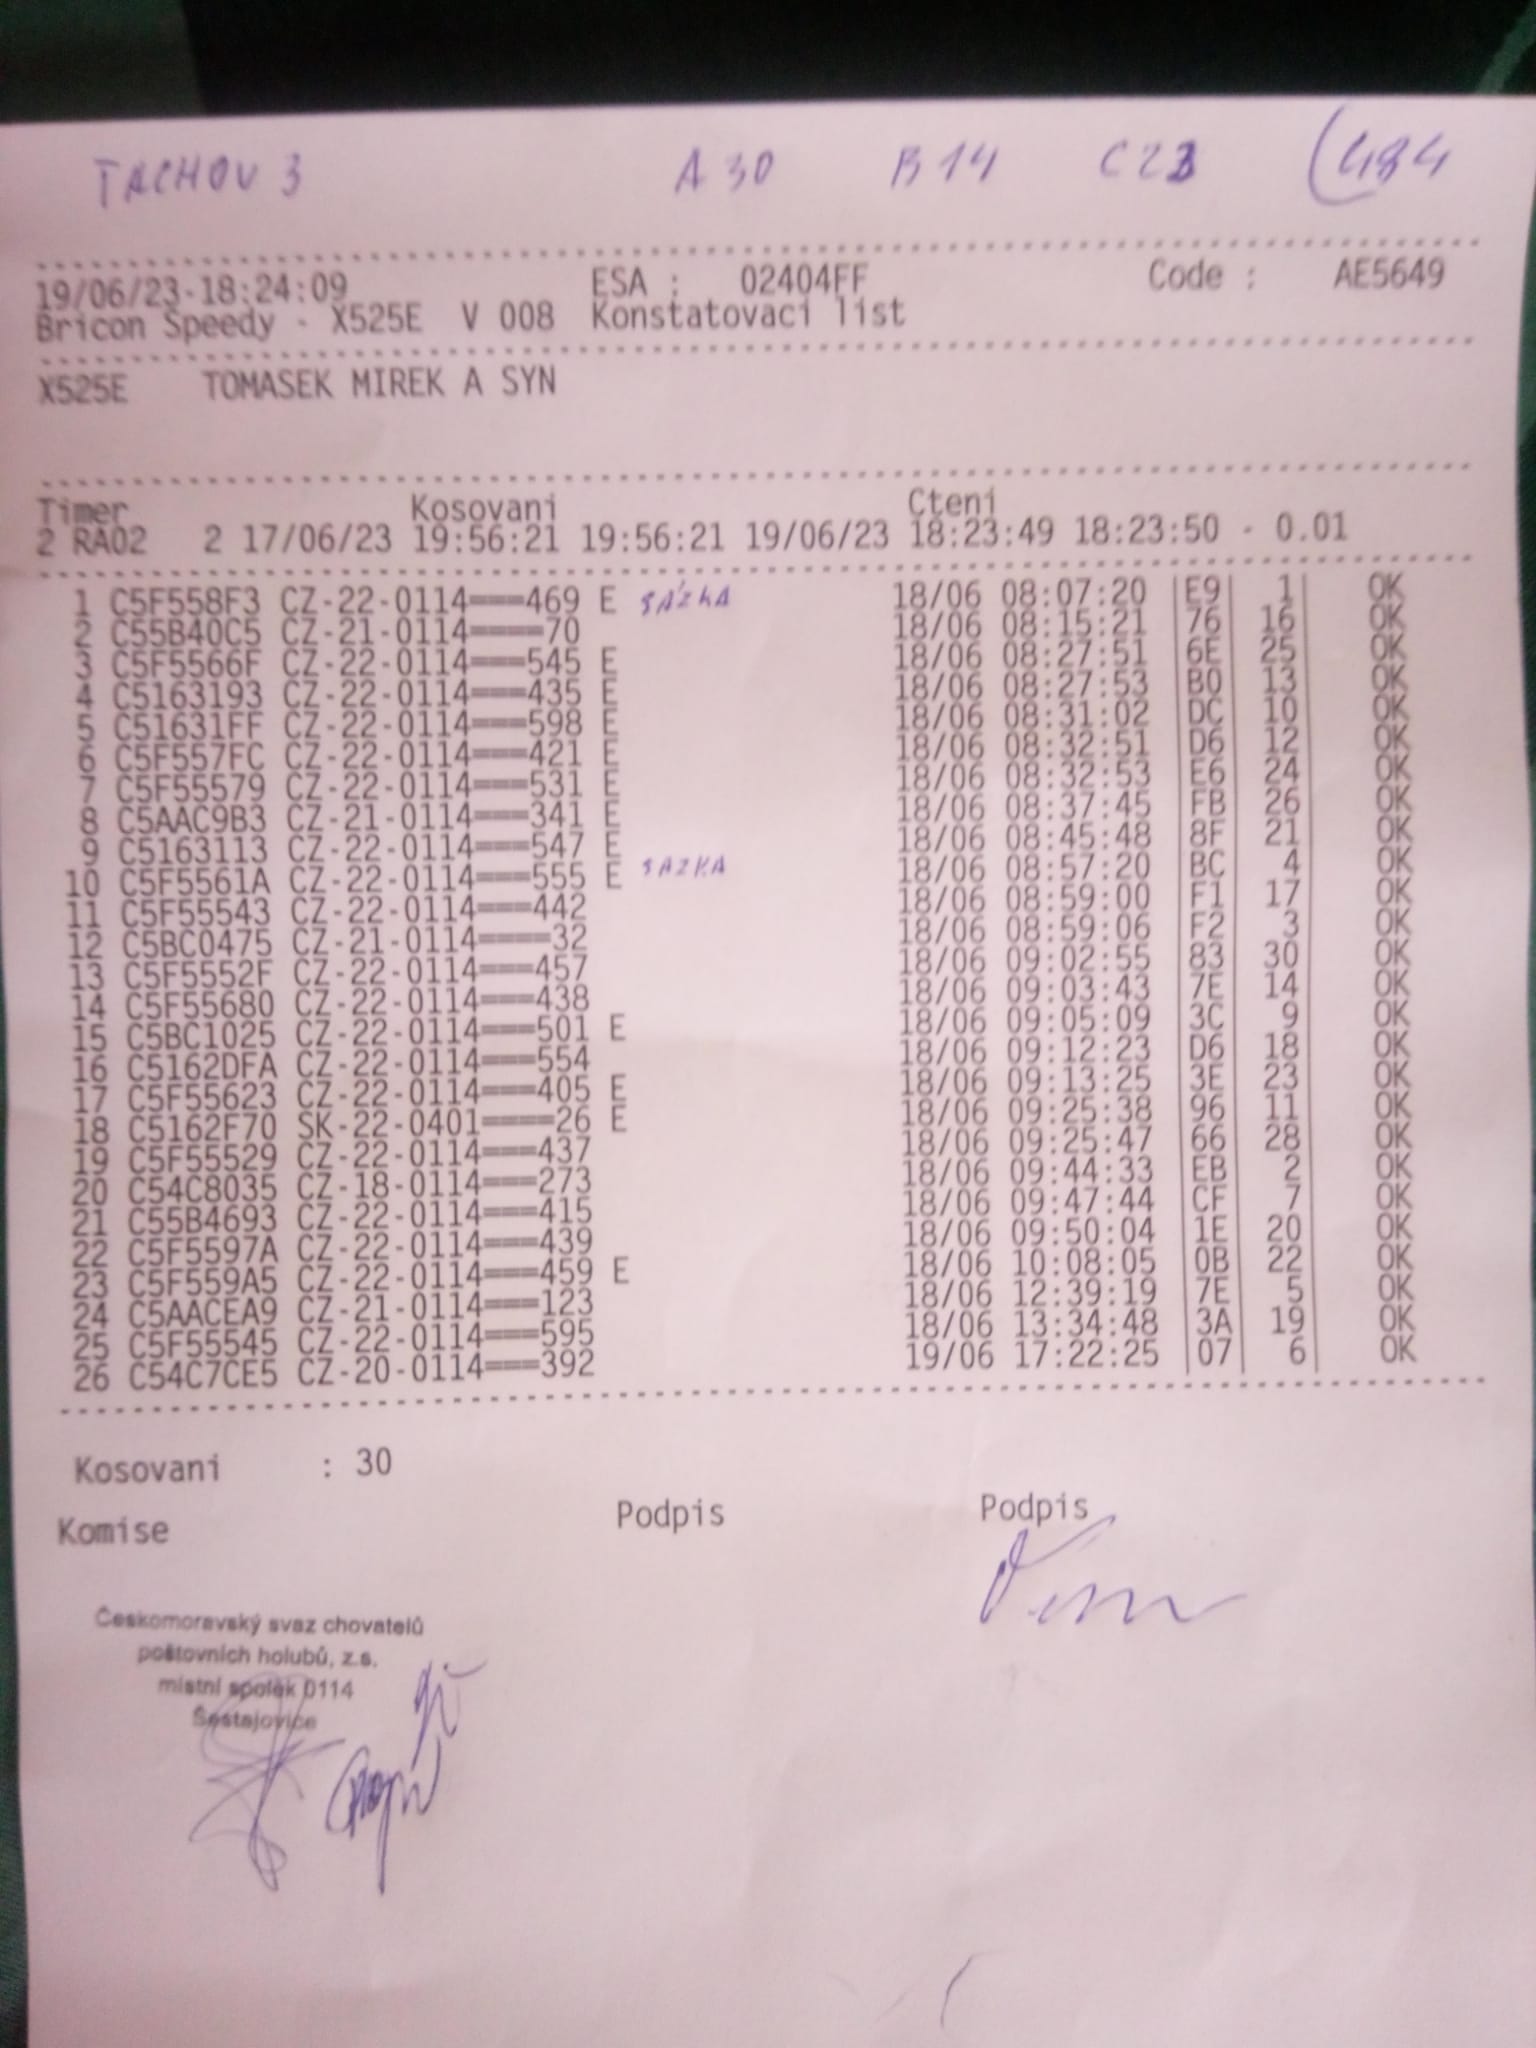 TACHOV 3 A 30 B 14 C 23 (484
19/06/23-18:24:09 ESA : 02404FF Code : AE5649
Bricon Speedy - X525E V 008 Konstatovaci list
X525E TOMASEK MIREK A SYN
Timer Kosovani Cteni
2 RA02 2 17/06/23 19:56:21 19:56:21 19/06/23 18:23:49 18:23:50 - 0.01
1 C5F558F3 CZ-22-0114===469 E SÁZKA 18/06 08:07:20 E9 1 OK
2 C55B40C5 CZ-21-0114====70 18/06 08:15:21 76 16 OK
3 C5F5566F CZ-22-0114===545 E 18/06 08:27:51 6E 25 OK
4 C5163193 CZ-22-0114===435 E 18/06 08:27:53 B0 13 OK
5 C51631FF CZ-22-0114===598 E 18/06 08:31:02 DC 10 OK
6 C5F557FC CZ-22-0114===421 E 18/06 08:32:51 D6 12 OK
7 C5F55579 CZ-22-0114===531 E 18/06 08:32:53 E6 24 OK
8 C5AAC9B3 CZ-21-0114===341 E 18/06 08:37:45 FB 26 OK
9 C5163113 CZ-22-0114===547 E 18/06 08:45:48 8F 21 OK
10 C5F5561A CZ-22-0114===555 E SAZKA 18/06 08:57:20 BC 4 OK
11 C5F55543 CZ-22-0114===442 18/06 08:59:00 F1 17 OK
12 C5BC0475 CZ-21-0114====32 18/06 08:59:06 F2 3 OK
13 C5F5552F CZ-22-0114===457 18/06 09:02:55 83 30 OK
14 C5F55680 CZ-22-0114===438 18/06 09:03:43 7E 14 OK
15 C5BC1025 CZ-22-0114===501 E 18/06 09:05:09 3C 9 OK
16 C5162DFA CZ-22-0114===554 18/06 09:12:23 D6 18 OK
17 C5F55623 CZ-22-0114===405 E 18/06 09:13:25 3E 23 OK
18 C5162F70 SK-22-0401====26 E 18/06 09:25:38 96 11 OK
19 C5F55529 CZ-22-0114===437 18/06 09:25:47 66 28 OK
20 C54C8035 CZ-18-0114===273 18/06 09:44:33 EB 2 OK
21 C55B4693 CZ-22-0114===415 18/06 09:47:44 CF 7 OK
22 C5F5597A CZ-22-0114===439 18/06 09:50:04 1E 20 OK
23 C5F559A5 CZ-22-0114===459 E 18/06 10:08:05 0B 22 OK
24 C5AACEA9 CZ-21-0114===123 18/06 12:39:19 7E 5 OK
25 C5F55545 CZ-22-0114===595 18/06 13:34:48 3A 19 OK
26 C54C7CE5 CZ-20-0114===392 19/06 17:22:25 07 6 OK
Kosovani : 30
Komise Podpis Podpis
Českomoravský svaz chovatelů
poštovních holubů, z.s.
místní spolek 0114
Šestajovice